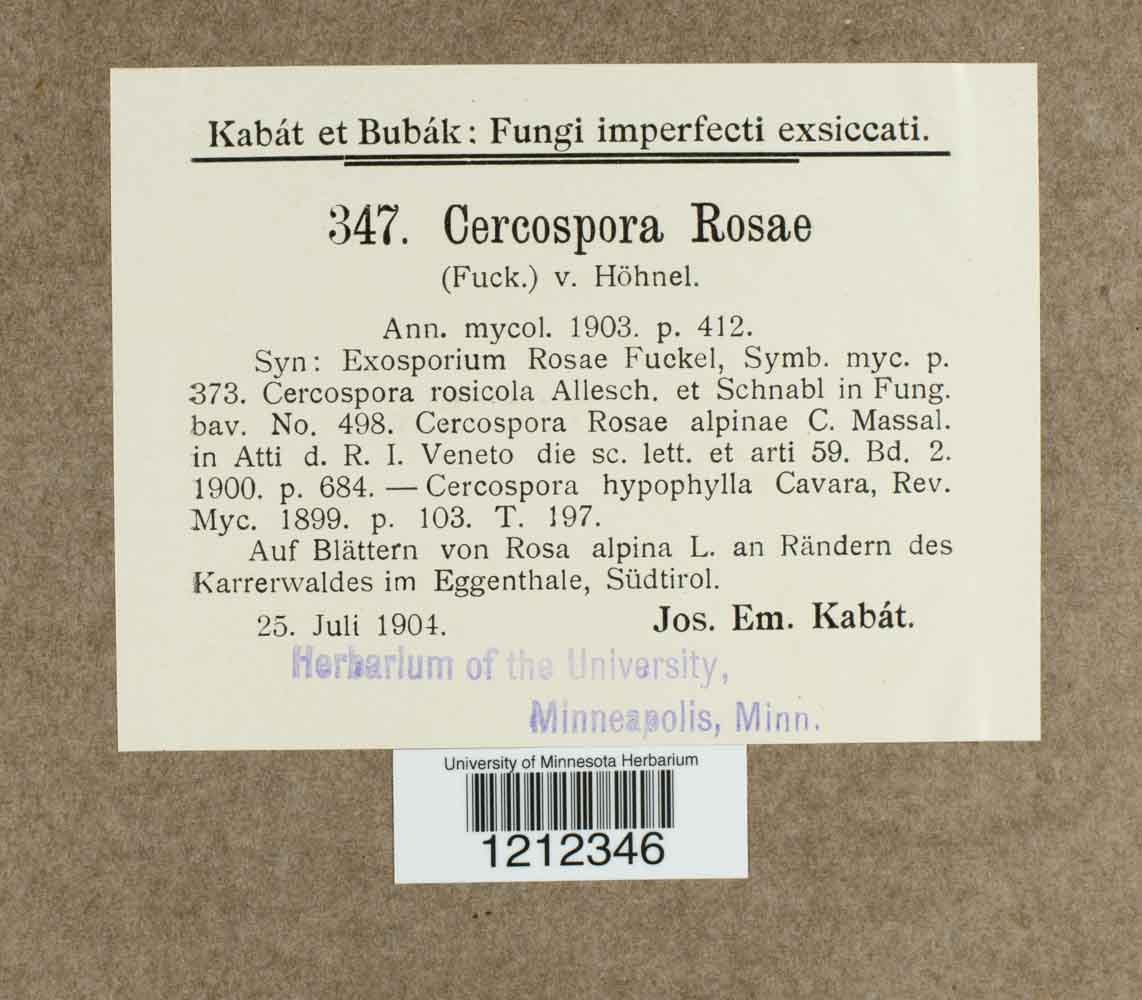 Kabát et Bubák: Fungi imperfecti exsiccati.
347. Cercospora Rosae
(Fuck.) v. Höhnel.
Ann. mycol. 1903. p. 412.
Syn: Exosporium Rosae Fuckel, Symb. myc. p.
373. Cercospora rosicola Allesch. et Schnabl in Fung.
bav. No. 498. Cercospora Rosae alpinae C. Massal.
in Atti d. R. I. Veneto die sc. lett. et arti 59. Bd. 2.
1900. p. 684. — Cercospora hypophylla Cavara, Rev.
Myc. 1899. p. 103. T. 197.
Auf Blättern von Rosa alpina L. an Rändern des
Karrerwaldes im Eggenthale, Südtirol.
25. Juli 1904. Jos. Em. Kabát.
Herbarium of the University,
Minneapolis, Minn.
University of Minnesota Herbarium
1212346